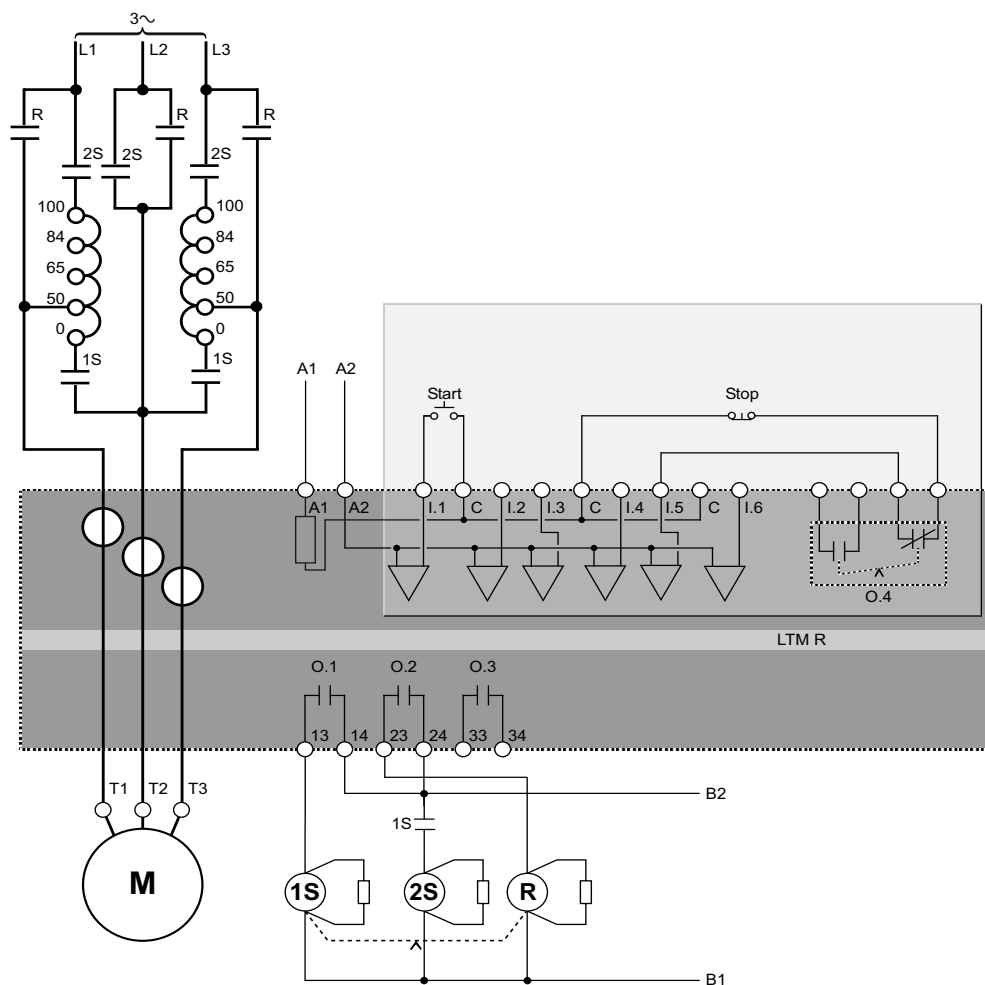 3~
L1 L2 L3
R R R
2S 2S 2S
100 100
84 84
65 65
50 50
0 0
1S 1S
A1 A2
Start Stop
A1 A2 I.1 C I.2 I.3 C I.4 I.5 C I.6
O.4
LTM R
O.1 O.2 O.3
13 14 23 24 33 34
T1 T2 T3
B2
1S
M
1S 2S R
B1